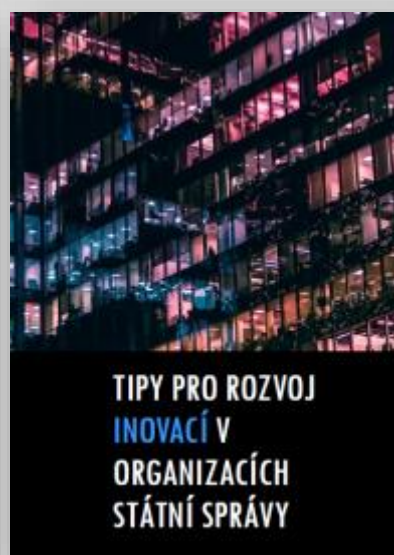 TIPY PRO ROZVOJ
INOVACÍ V
ORGANIZACÍCH
STÁTNÍ SPRÁVY